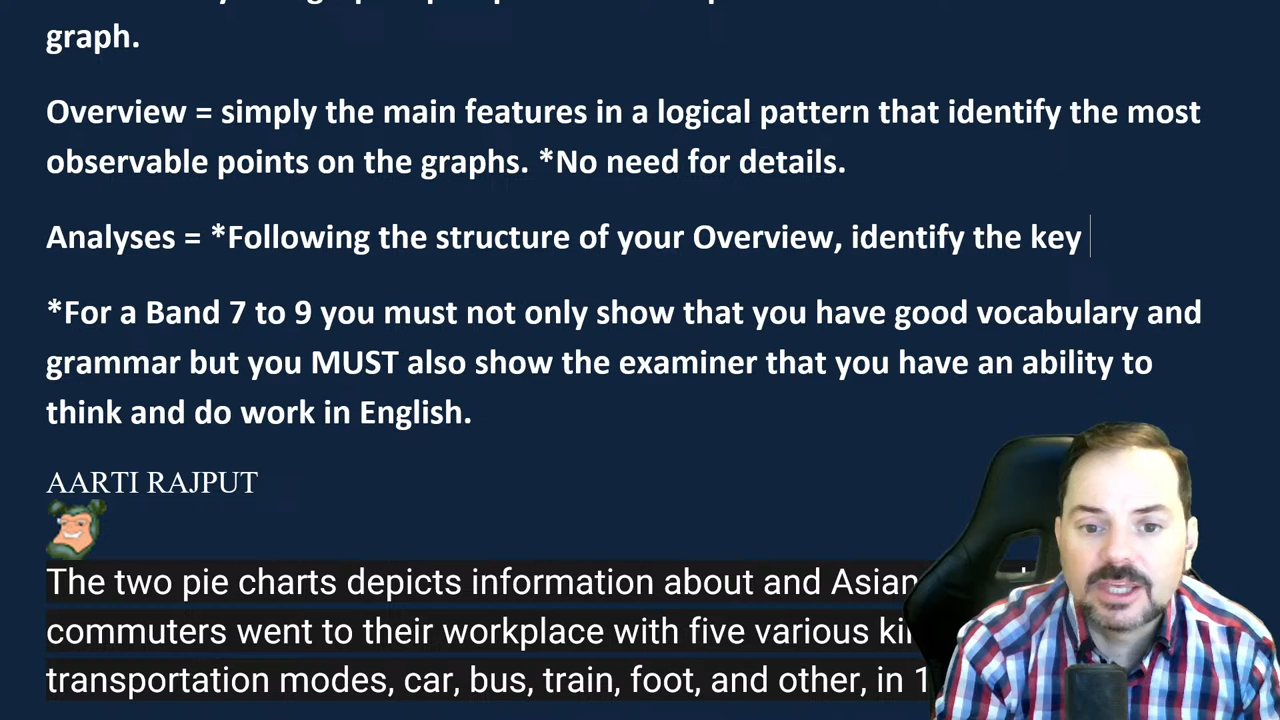 graph.
Overview = simply the main features in a logical pattern that identify the most
observable points on the graphs. *No need for details.
Analyses = *Following the structure of your Overview, identify the key
*For a Band 7 to 9 you must not only show that you have good vocabulary and
grammar but you MUST also show the examiner that you have an ability to
think and do work in English.
AARTI RAJPUT
The two pie charts depicts information about and Asian
commuters went to their workplace with five various
transportation modes, car, bus, train, foot, and other, in